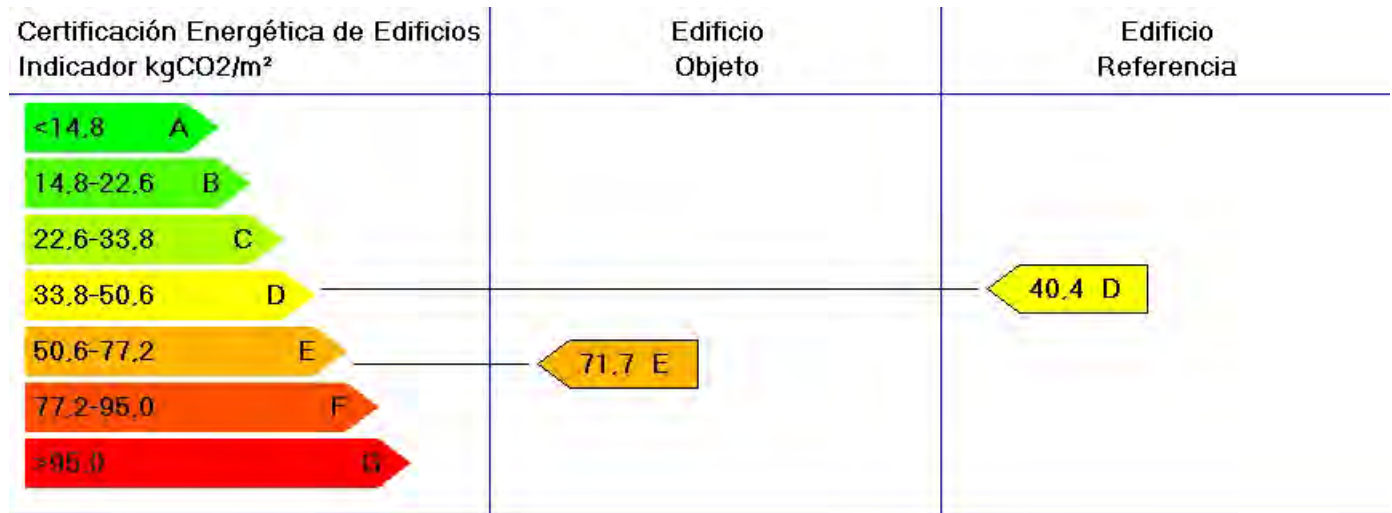 Certificación Energética de Edificios
Indicador kgCO2/m²
Edificio
Objeto
Edificio
Referencia
<14,8 A
14,8-22,6 B
22,6-33,8 C
33,8-50,6 D
40,4 D
50,6-77,2 E
71,7 E
77,2-95,0 F
>95,0 G